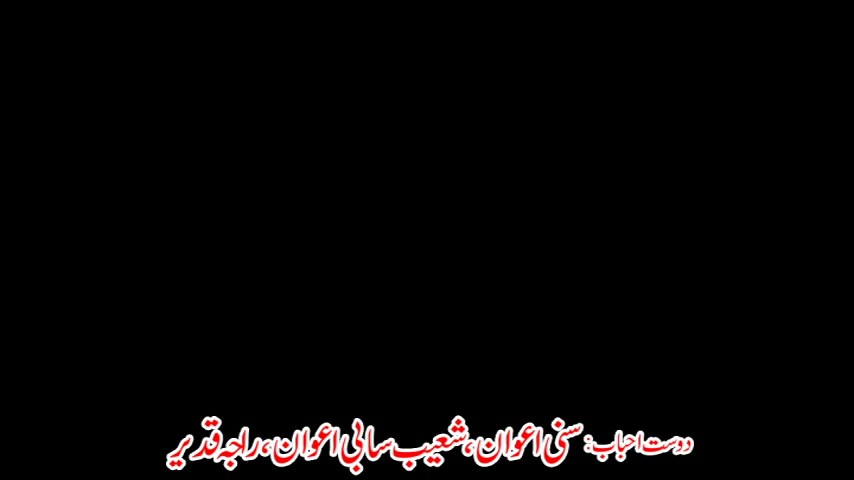 دوست احباب: سنی اعوان، شعیب سابی اعوان، راجہ قدیر